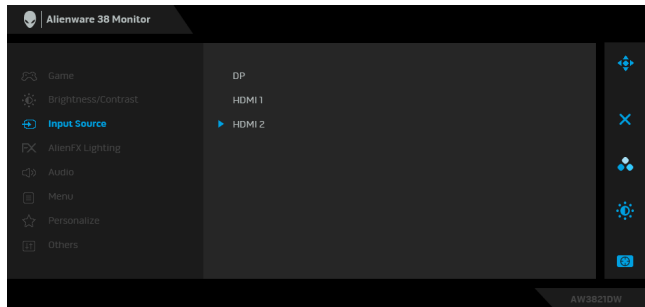 Alienware 38 Monitor
Game
Brightness/Contrast
Input Source
AlienFX Lighting
Audio
Menu
Personalize
Others
DP
HDMI 1
HDMI 2
AW3821DW